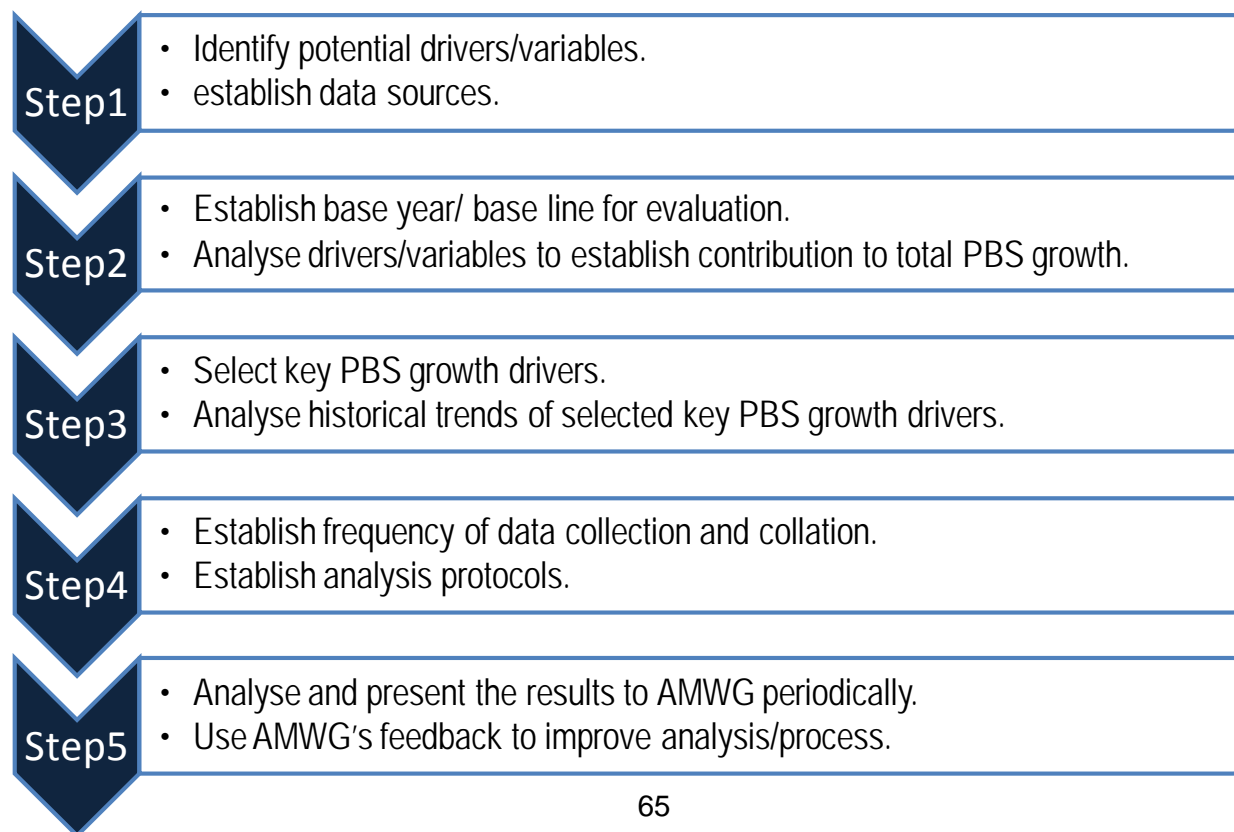 Step1
• Identify potential drivers/variables.
• establish data sources.
Step2
• Establish base year/ base line for evaluation.
• Analyse drivers/variables to establish contribution to total PBS growth.
Step3
• Select key PBS growth drivers.
• Analyse historical trends of selected key PBS growth drivers.
Step4
• Establish frequency of data collection and collation.
• Establish analysis protocols.
Step5
• Analyse and present the results to AMWG periodically.
• Use AMWG's feedback to improve analysis/process.
65